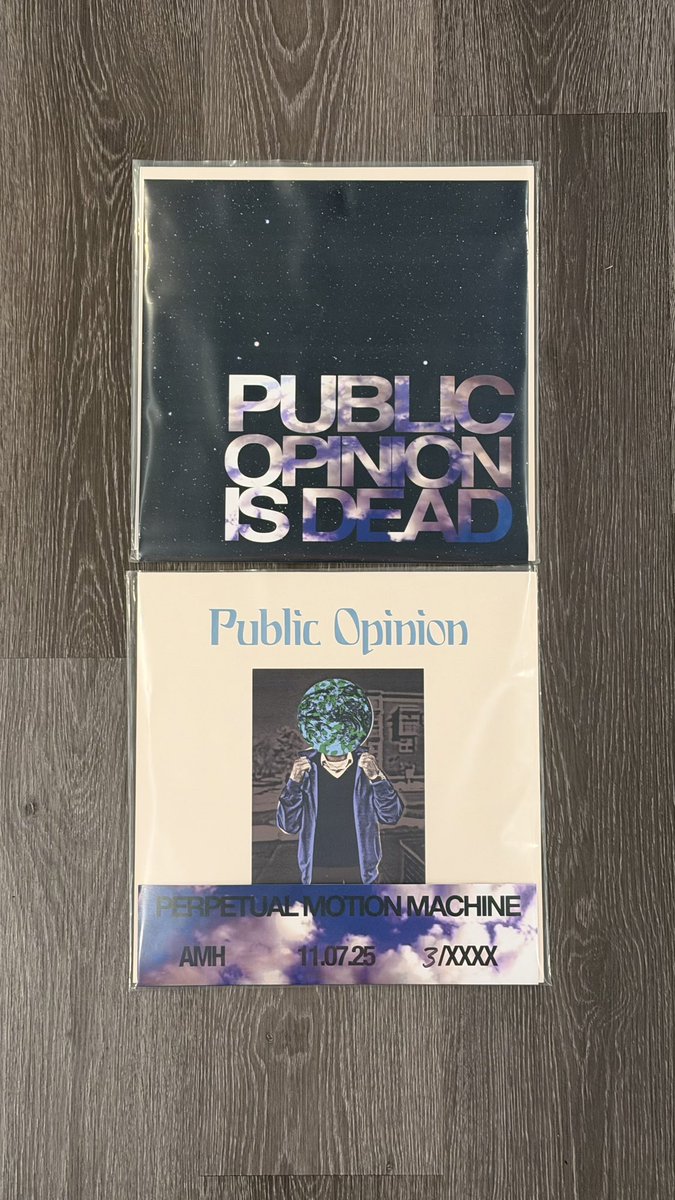 PUBLIC
OPINION
IS DEAD
Public Opinion
PERPETUAL MOTION MACHINE
AMH 11.07.25 3/XXXX